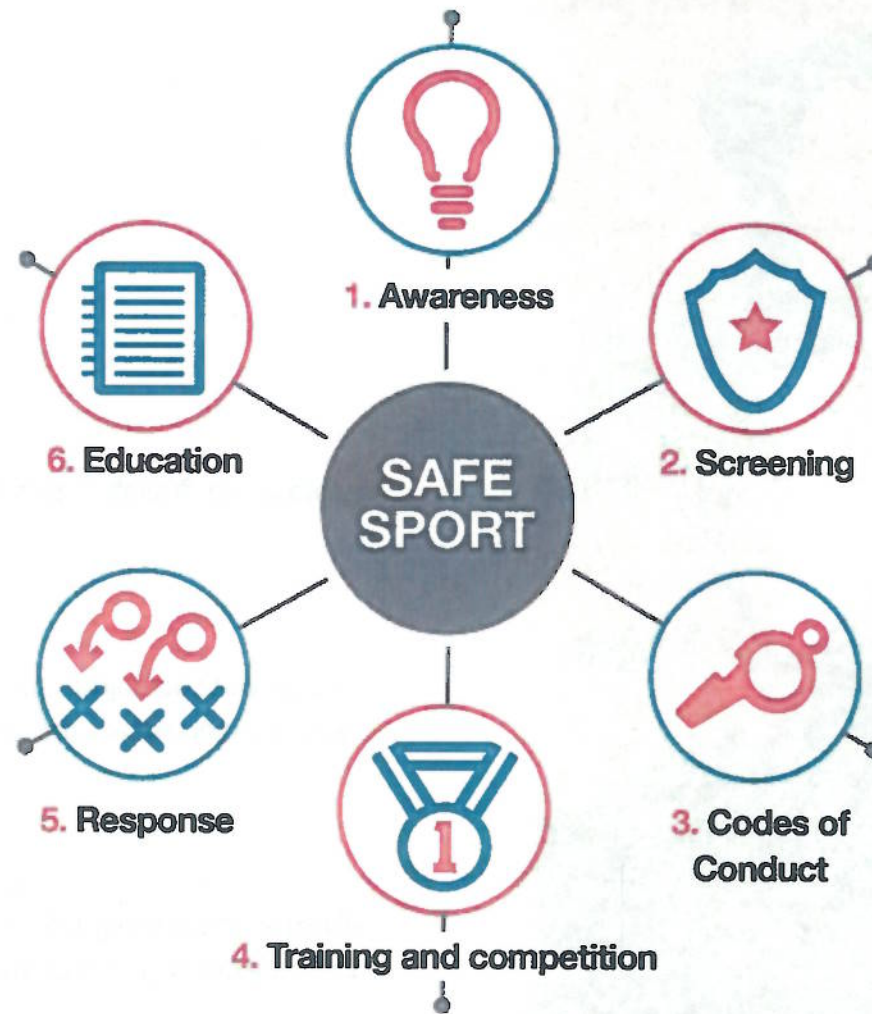 1. Awareness
6. Education
2. Screening
SAFE
SPORT
5. Response
3. Codes of
Conduct
1
4. Training and competition